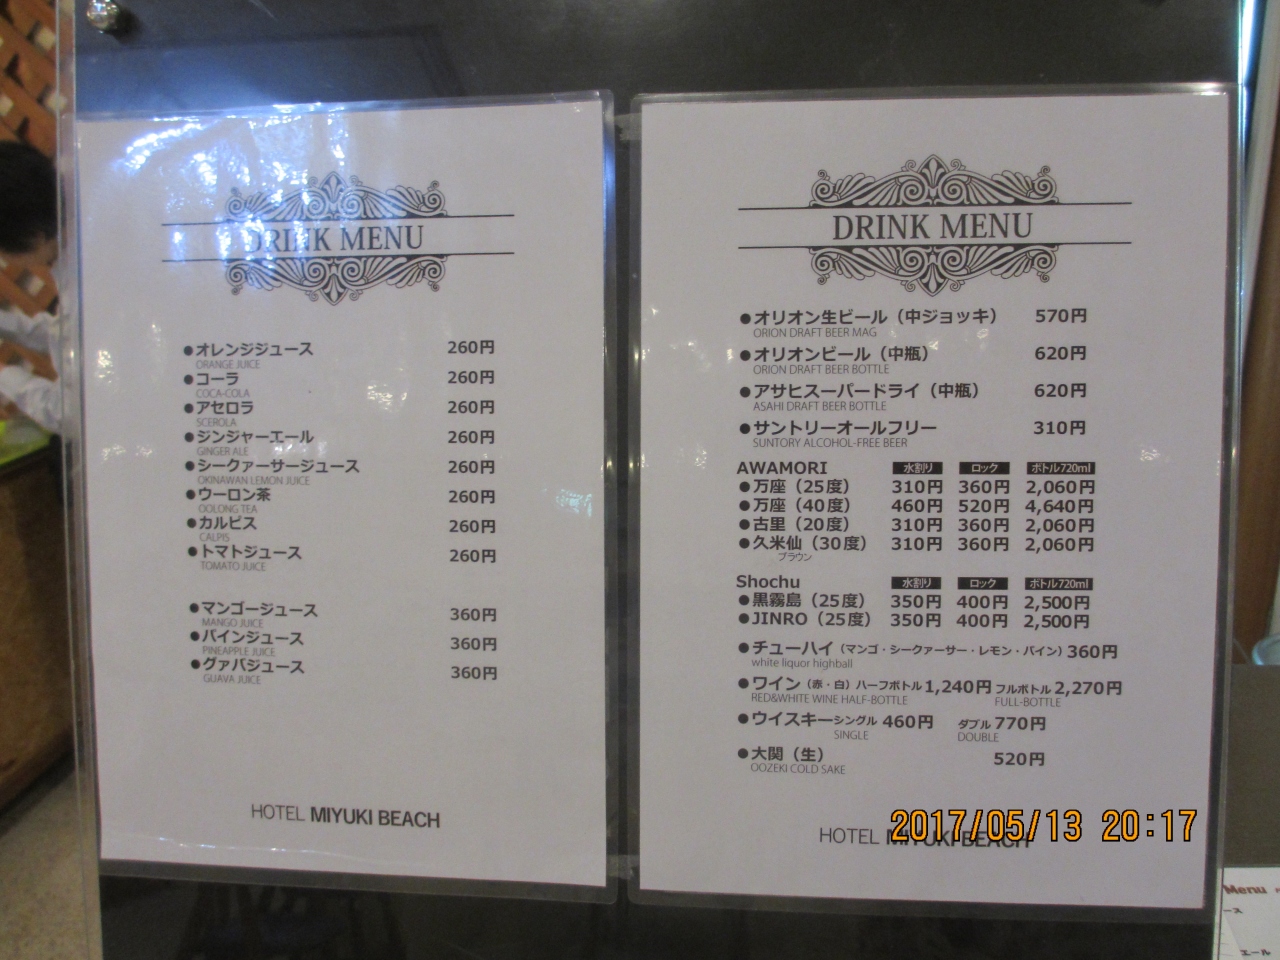 DRINK MENU
●オレンジジュース 260円
ORANGE JUICE
●コーラ 260円
COCA-COLA
●アセロラ 260円
SCEROLA
●ジンジャーエール 260円
GINGER ALE
●シークァーサージュース 260円
OKINAWAN LEMON JUICE
●ウーロン茶 260円
OOLONG TEA
●カルピス 260円
CALPIS
●トマトジュース 260円
TOMATO JUICE
●マンゴージュース 360円
MANGO JUICE
●パインジュース 360円
PINEAPPLE JUICE
●グァバジュース 360円
GUAVA JUICE
HOTEL MIYUKI BEACH
DRINK MENU
●オリオン生ビール（中ジョッキ） 570円
ORION DRAFT BEER MAG
●オリオンビール（中瓶） 620円
ORION DRAFT BEER BOTTLE
●アサヒスーパードライ（中瓶） 620円
ASAHI DRAFT BEER BOTTLE
●サントリーオールフリー 310円
SUNTORY ALCOHOL-FREE BEER
AWAMORI 水割り ロック ボトル720ml
●万座（25度） 310円 360円 2,060円
●万座（40度） 460円 520円 4,640円
●古里（20度） 310円 360円 2,060円
●久米仙（30度） 310円 360円 2,060円
ブラウン
Shochu 水割り ロック ボトル720ml
●黒霧島（25度） 350円 400円 2,500円
●JINRO（25度） 350円 400円 2,500円
●チューハイ（マンゴ・シークァーサー・レモン・パイン）360円
white liquor highball
●ワイン（赤・白）ハーフボトル 1,240円 フルボトル 2,270円
RED&WHITE WINE HALF-BOTTLE FULL-BOTTLE
●ウイスキーシングル 460円 ダブル 770円
SINGLE DOUBLE
●大関（生） 520円
OOZEKI COLD SAKE
HOTEL MIYUKI BEACH
2017/05/13 20:17
Menu
ース
エール